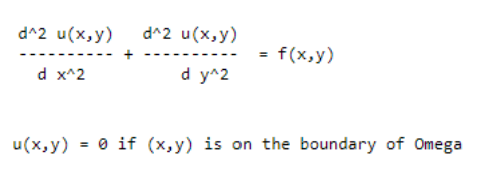 d^2 u(x,y)   d^2 u(x,y)
---------- + ----------  = f(x,y)
d x^2        d y^2
u(x,y) = 0 if (x,y) is on the boundary of Omega